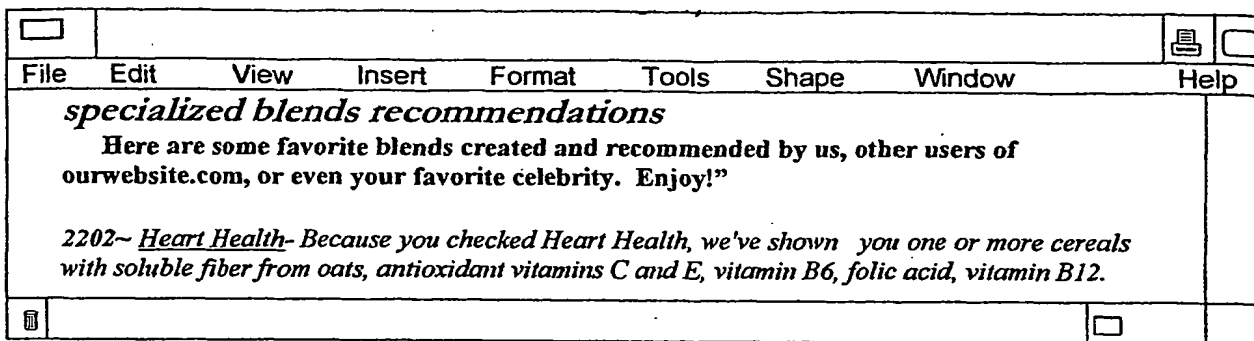 File Edit View Insert Format Tools Shape Window Help
specialized blends recommendations
Here are some favorite blends created and recommended by us, other users of
ourwebsite.com, or even your favorite celebrity. Enjoy!”
2202~ Heart Health- Because you checked Heart Health, we've shown you one or more cereals
with soluble fiber from oats, antioxidant vitamins C and E, vitamin B6, folic acid, vitamin B12.